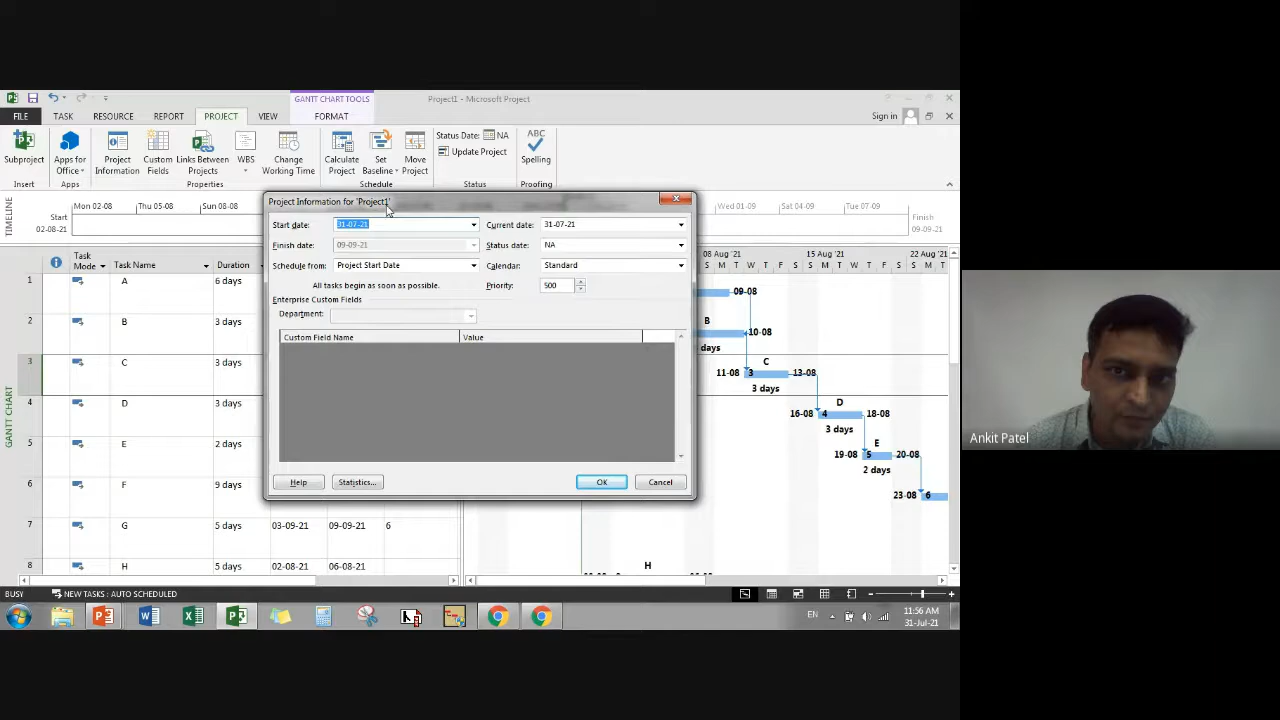 GANTT CHART TOOLS
Project1 - Microsoft Project
FILE TASK RESOURCE REPORT PROJECT VIEW FORMAT Sign in
Subproject
Apps for Office
Project Information
Custom Fields
Links Between Projects
WBS
Change Working Time
Calculate Project
Set Baseline
Move Project
Status Date: NA
Update Project
ABC
Spelling
Insert Apps Properties Schedule Status Proofing
TIMELINE
Mon 02-08 Thu 05-08 Sun 08-08 Wed 01-09 Sat 04-09 Tue 07-09
Start
02-08-21
Finish
09-09-21
Project Information for 'Project1'
Start date: 31-07-21 Current date: 31-07-21
Finish date: 09-09-21 Status date: NA
Schedule from: Project Start Date Calendar: Standard
All tasks begin as soon as possible. Priority: 500
Enterprise Custom Fields
Department:
Custom Field Name Value
Help Statistics... OK Cancel
GANTT CHART
Task Mode Task Name Duration
1 A 6 days
2 B 3 days
3 C 3 days
4 D 3 days
5 E 2 days
6 F 9 days
7 G 5 days 03-09-21 09-09-21 6
8 H 5 days 02-08-21 06-08-21
08 Aug '21 15 Aug '21 22 Aug '21
S M T W T F S S M T W T F S S M
09-08
B
10-08
days
C
11-08 3 13-08
3 days
D
16-08 4 18-08
3 days
E
19-08 5 20-08
2 days
23-08 6
H
BUSY NEW TASKS : AUTO SCHEDULED
EN 11:56 AM
31-Jul-21
Ankit Patel